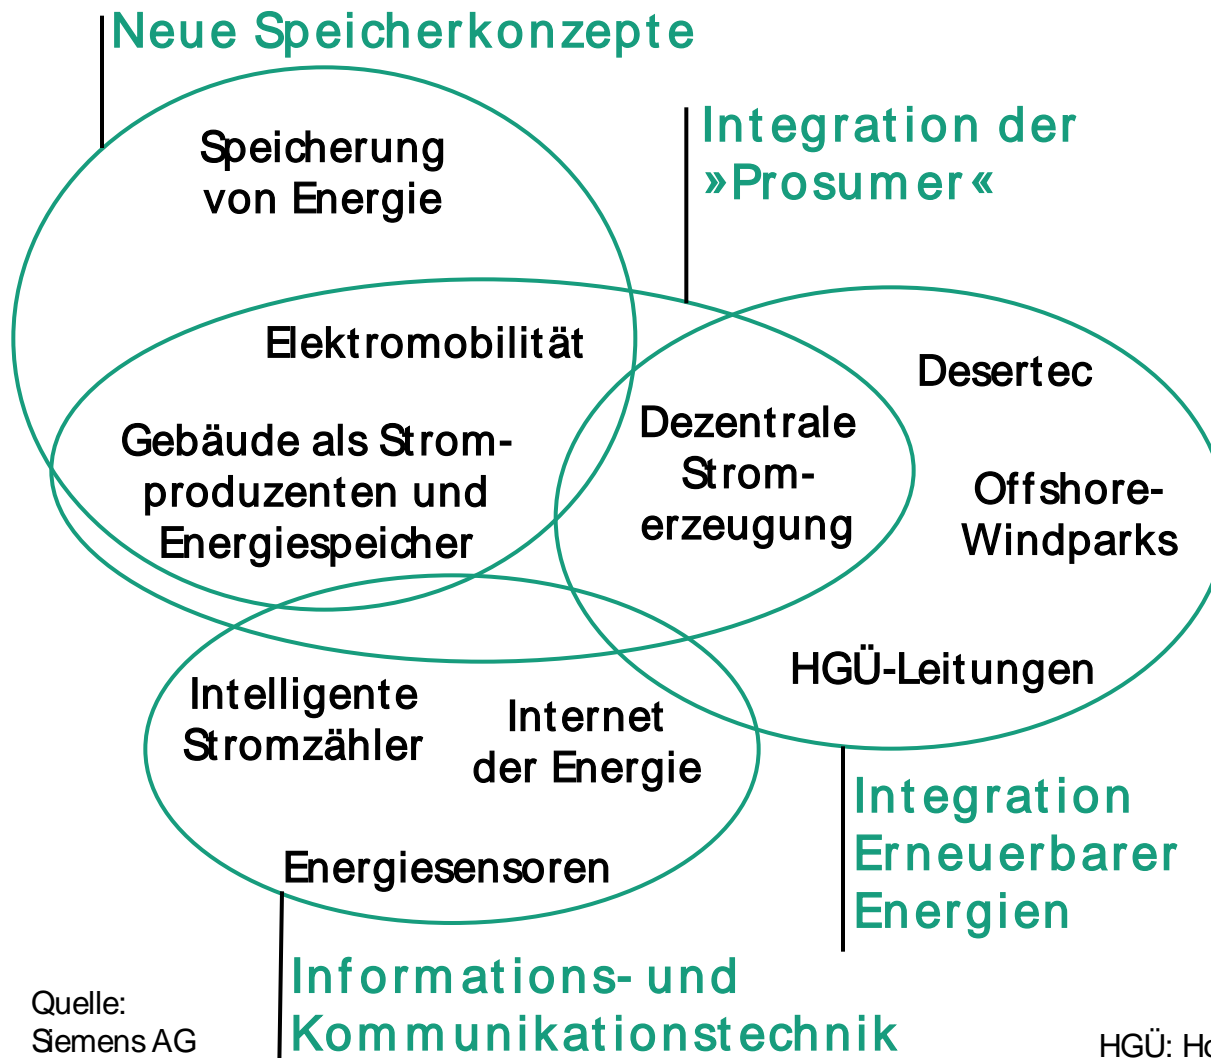 Neue Speicherkonzepte
Speicherung
von Energie
Integration der
»Prosumer«
Elektromobilität
Gebäude als Strom-
produzenten und
Energiespeicher
Dezentrale
Strom-
erzeugung
Desertec
Offshore-
Windparks
HGÜ-Leitungen
Intelligente
Stromzähler
Internet
der Energie
Energiesensoren
Integration
Erneuerbarer
Energien
Informations- und
Kommunikationstechnik
Quelle:
Siemens AG
HGÜ: